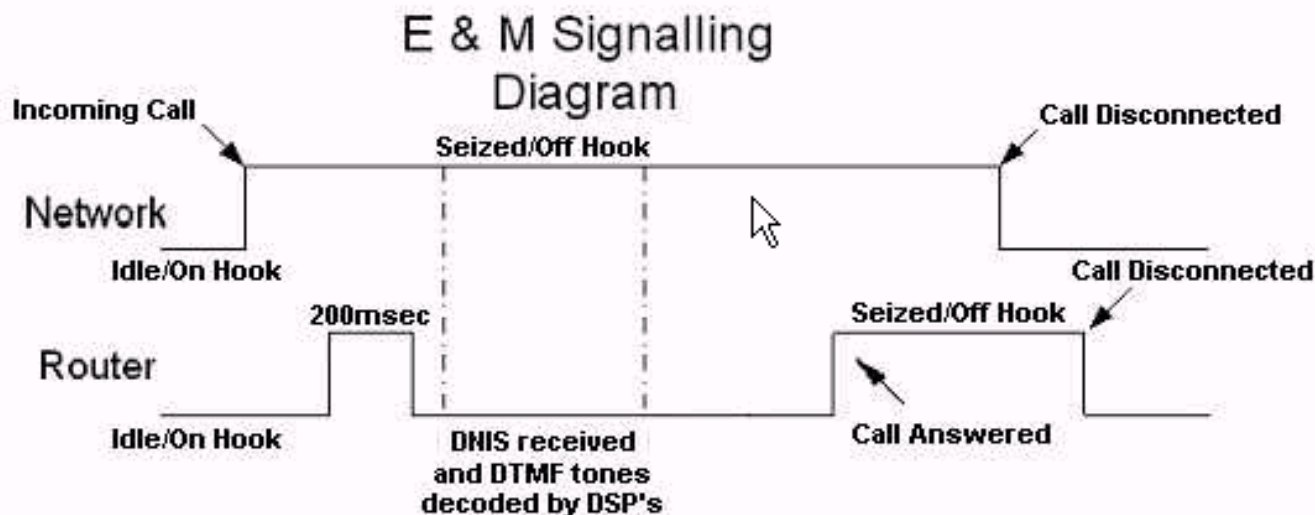 E & M Signalling
Diagram
Incoming Call
Call Disconnected
Seized/Off Hook
Network
Idle/On Hook
Call Disconnected
200msec
Seized/Off Hook
Router
Idle/On Hook
DNIS received
and DTMF tones
decoded by DSP's
Call Answered